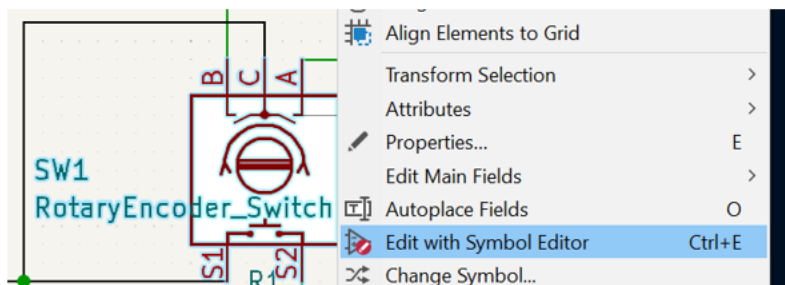 Align Elements to Grid
Transform Selection
Attributes
Properties... E
Edit Main Fields
Autoplace Fields O
Edit with Symbol Editor Ctrl+E
Change Symbol...
B C A
SW1
RotaryEncoder_Switch
S1 S2
R1